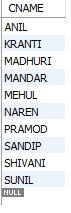 CNAME
ANIL
KRANTI
MADHURI
MANDAR
MEHUL
NAREN
PRAMOD
SANDIP
SHIVANI
SUNIL
NULL